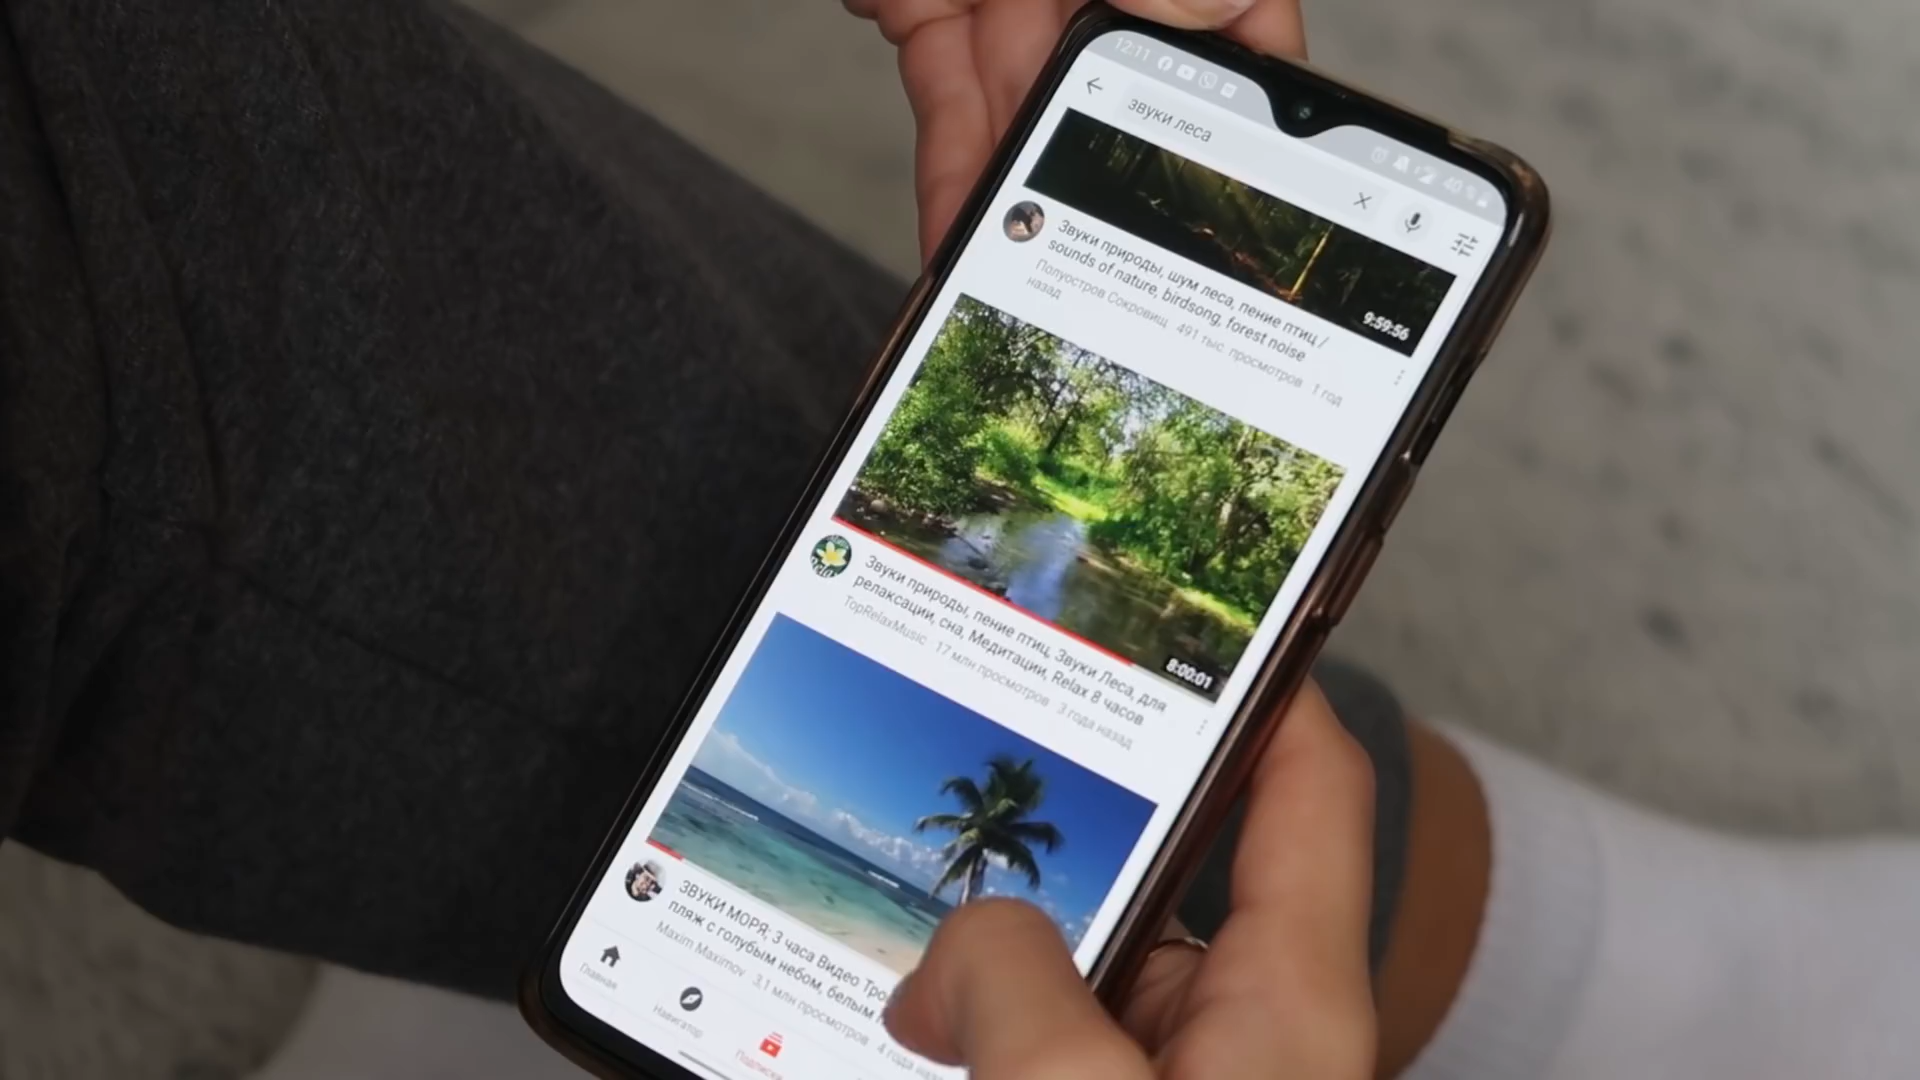 12:11
40 %
звуки леса
9:59:56
Звуки природы, шум леса, пение птиц /
sounds of nature, birdsong, forest noise
Полуостров Сокровищ 491 тыс. просмотров 1 год
назад
8:00:01
Звуки природы, пение птиц, Звуки Леса, для
релаксации, сна, Медитации, Relax 8 часов
TopRelaxMusic 17 млн просмотров 3 года назад
ЗВУКИ МОРЯ; 3 часа Видео
пляж с голубым небом, белым
Maxim Maximov 3,1 млн просмотров 4 года
Главная
Навигатор
Подписки